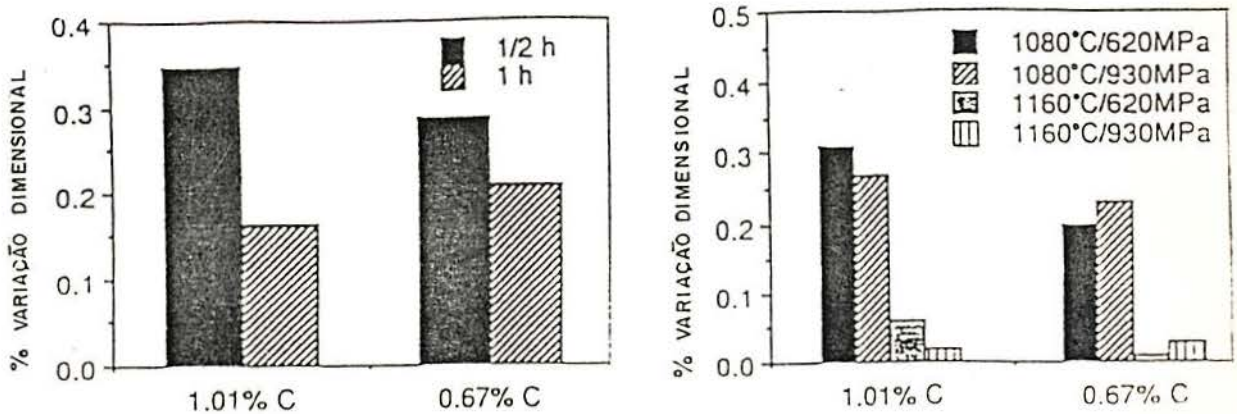 % VARIAÇÃO DIMENSIONAL
0.4
0.3
0.2
0.1
0.0
1/2 h
1 h
1.01% C
0.67% C
% VARIAÇÃO DIMENSIONAL
0.5
0.4
0.3
0.2
0.1
0.0
1080°C/620MPa
1080°C/930MPa
1160°C/620MPa
1160°C/930MPa
1.01% C
0.67% C